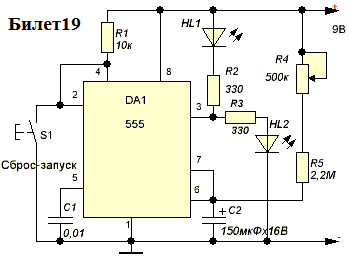 Билет19
R1
10к
HL1
+
9В
R4
500к
4
8
R2
330
2
DA1
555
3
R3
330
HL2
S1
Сброс-запуск
7
5
6
R5
2,2М
C1
0,01
1
+
C2
150мкФх16В
-